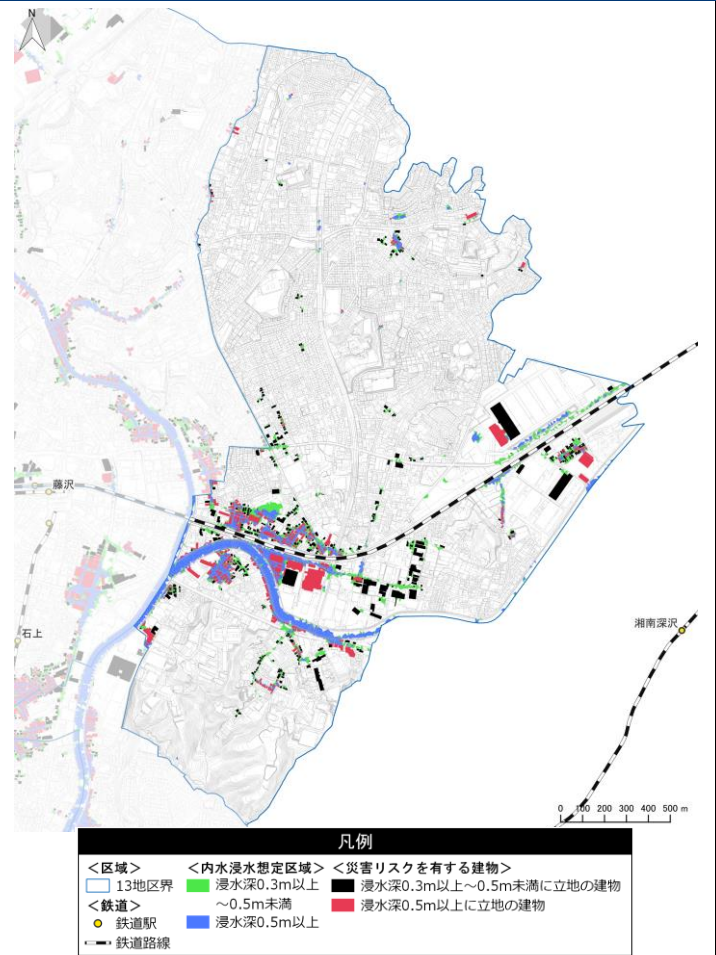 N
藤沢
石上
湘南深沢
0 100 200 300 400 500 m
凡例
＜区域＞
13地区界
＜鉄道＞
鉄道駅
鉄道路線
＜内水浸水想定区域＞
浸水深0.3m以上
～0.5m未満
浸水深0.5m以上
＜災害リスクを有する建物＞
浸水深0.3m以上～0.5m未満に立地の建物
浸水深0.5m以上に立地の建物